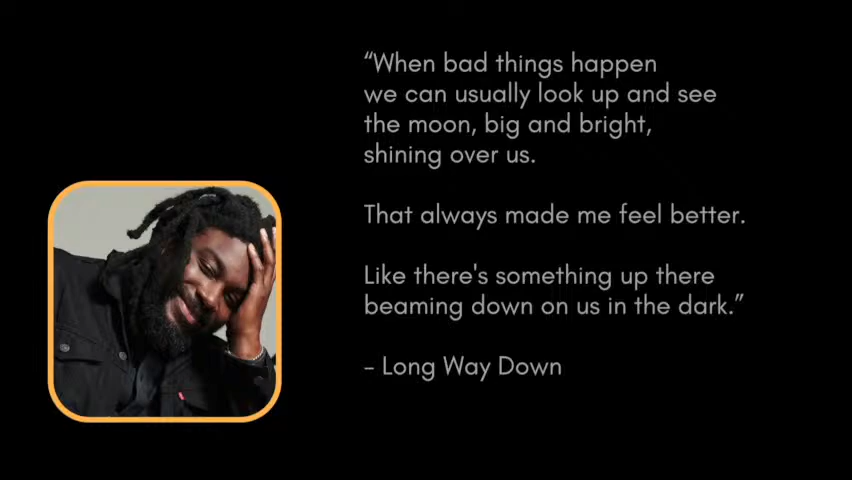 “When bad things happen
we can usually look up and see
the moon, big and bright,
shining over us.
That always made me feel better.
Like there's something up there
beaming down on us in the dark.”
- Long Way Down